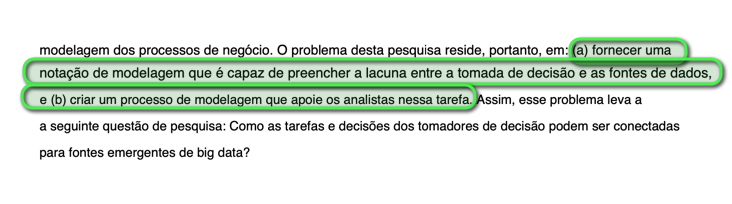 modelagem dos processos de negócio. O problema desta pesquisa reside, portanto, em: (a) fornecer uma
notação de modelagem que é capaz de preencher a lacuna entre a tomada de decisão e as fontes de dados,
e (b) criar um processo de modelagem que apoie os analistas nessa tarefa. Assim, esse problema leva a
a seguinte questão de pesquisa: Como as tarefas e decisões dos tomadores de decisão podem ser conectadas
para fontes emergentes de big data?